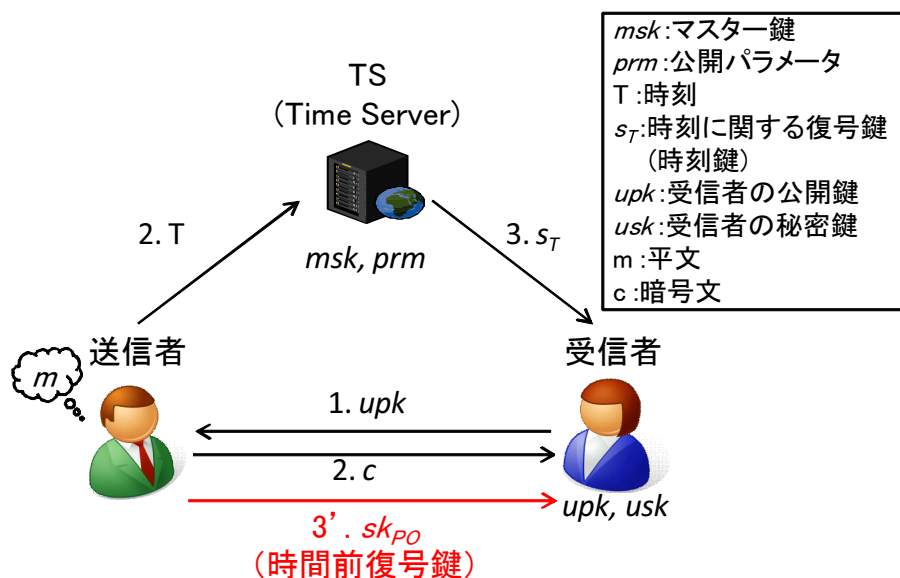 TS
(Time Server)
msk, prm
2. T
3. sT
msk:マスター鍵
prm:公開パラメータ
T:時刻
sT:時刻に関する復号鍵
(時刻鍵)
upk:受信者の公開鍵
usk:受信者の秘密鍵
m:平文
c:暗号文
送信者
受信者
m
1. upk
2. c
upk, usk
3'. skPO
(時間前復号鍵)